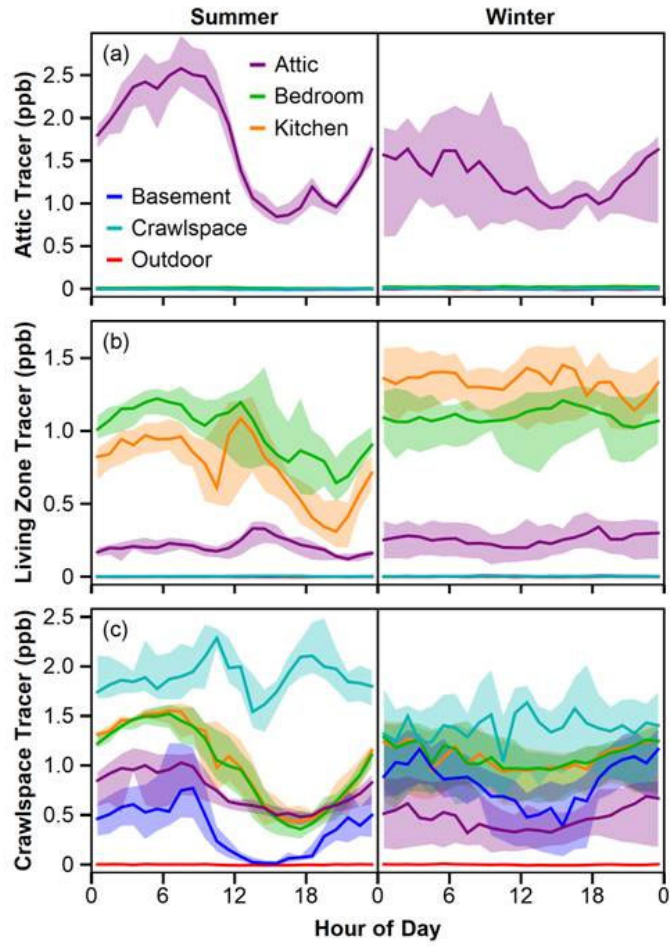 Summer Winter
(a)
Attic Tracer (ppb)
2.5
2.0
1.5
1.0
0.5
0
Attic
Bedroom
Kitchen
Basement
Crawlspace
Outdoor
(b)
Living Zone Tracer (ppb)
1.5
1.0
0.5
0
(c)
Crawlspace Tracer (ppb)
2.5
2.0
1.5
1.0
0.5
0
0 6 12 18 0 6 12 18 0
Hour of Day